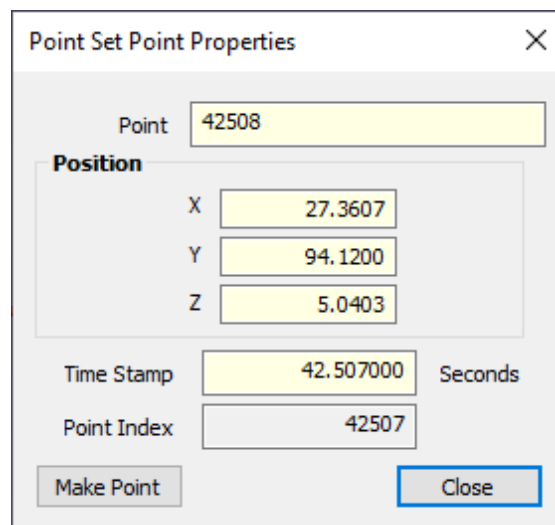 Point Set Point Properties
Point 42508
Position
X 27.3607
Y 94.1200
Z 5.0403
Time Stamp 42.507000 Seconds
Point Index 42507
Make Point Close